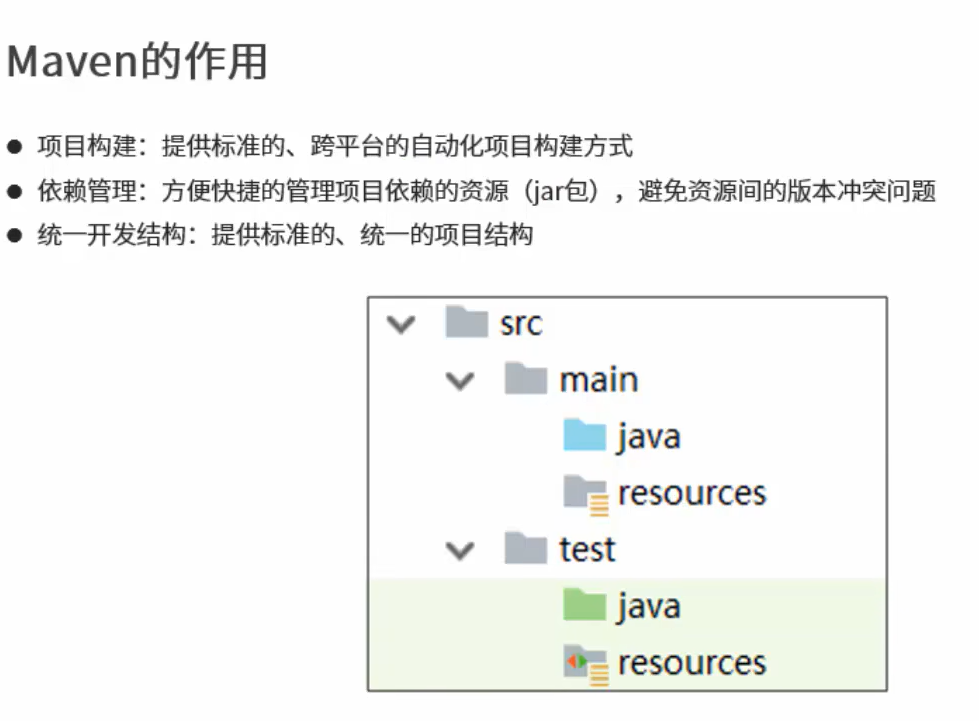 Maven的作用
项目构建：提供标准的、跨平台的自动化项目构建方式
依赖管理：方便快捷的管理项目依赖的资源（jar包），避免资源间的版本冲突问题
统一开发结构：提供标准的、统一的项目结构
src
main
java
resources
test
java
resources